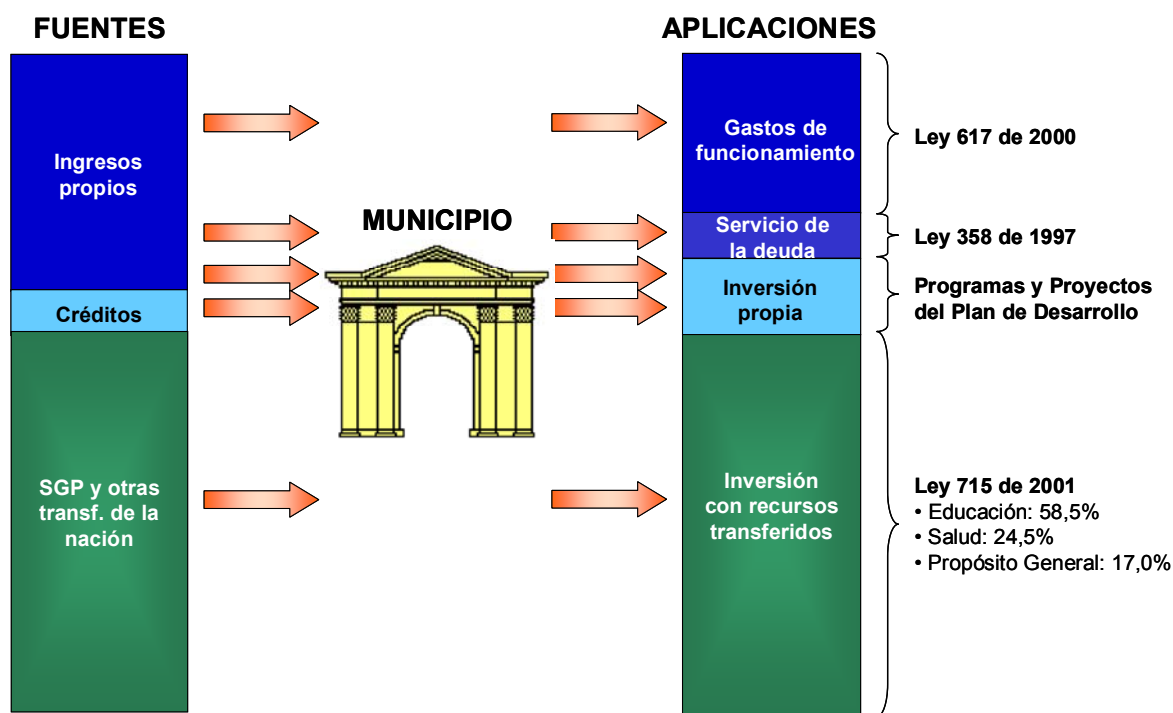 FUENTES
Ingresos
propios
Créditos
SGP y otras
transf. de la
nación
MUNICIPIO
APLICACIONES
Gastos de
funcionamiento
Servicio de
la deuda
Inversión
propia
Inversión
con recursos
transferidos
Ley 617 de 2000
Ley 358 de 1997
Programas y Proyectos
del Plan de Desarrollo
Ley 715 de 2001
• Educación: 58,5%
• Salud: 24,5%
• Propósito General: 17,0%